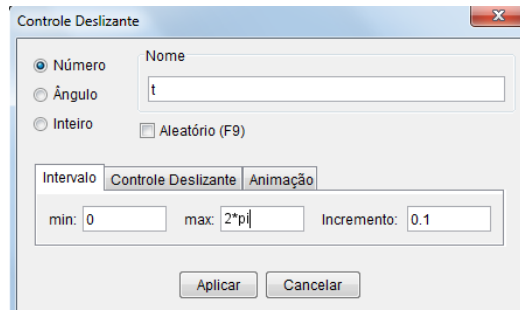 Controle Deslizante
Número
Nome
Ângulo
t
Inteiro
Aleatório (F9)
Intervalo Controle Deslizante Animação
min: 0 max: 2*pi Incremento: 0.1
Aplicar Cancelar